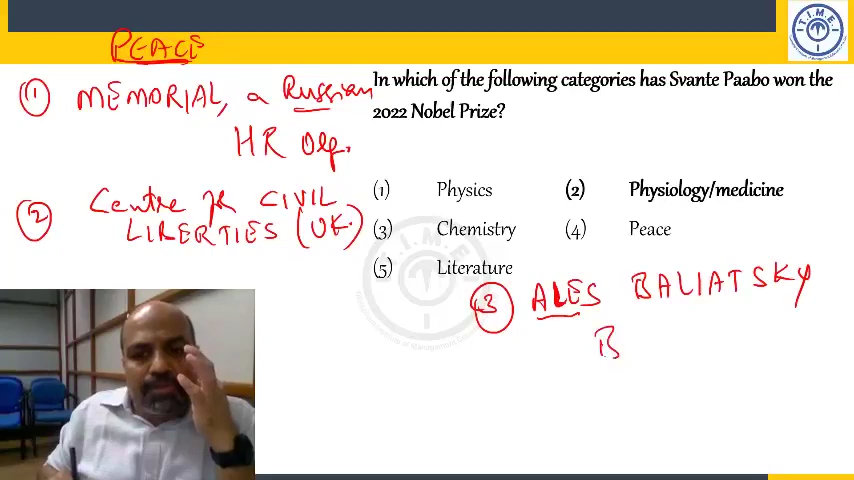 PEACE
(1) MEMORIAL, a Russian
HR Org.
(2) Centre for CIVIL
LIBERTIES (UK.)
In which of the following categories has Svante Paabo won the
2022 Nobel Prize?
(1) Physics (2) Physiology/medicine
(3) Chemistry (4) Peace
(5) Literature
(3) ALES BALIATSKY
B
T.I.M.E.